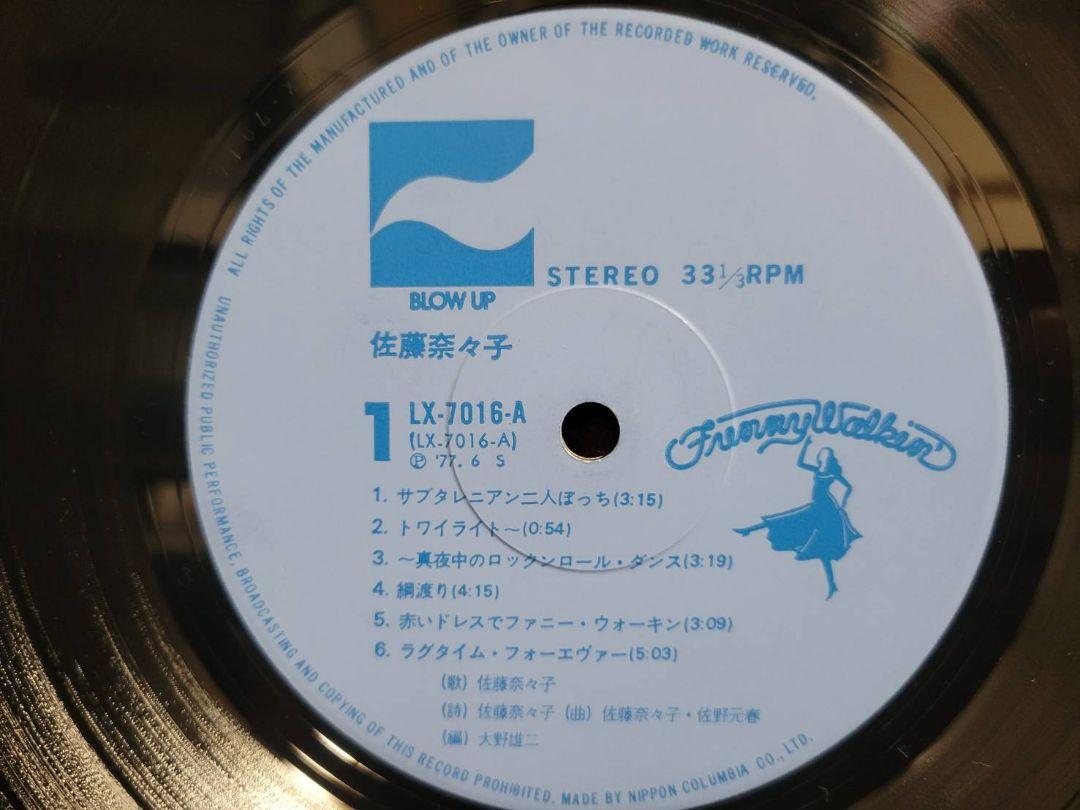 ALL RIGHTS OF THE MANUFACTURED AND OF THE OWNER OF THE RECORDED WORK RESERVED.
BLOW UP
STEREO 33⅓RPM
佐藤奈々子
1 LX-7016-A
(LX-7016-A)
Ⓟ '77. 6 S
Funny Walkin'
1. サブタレニアン二人ぼっち(3:15)
2. トワイライト～(0:54)
3. ～真夜中のロックンロール・ダンス(3:19)
4. 綱渡り(4:15)
5. 赤いドレスでファニー・ウォーキン(3:09)
6. ラグタイム・フォーエヴァー(5:03)
(歌) 佐藤奈々子
(詩) 佐藤奈々子 (曲) 佐藤奈々子・佐野元春
(編) 大野雄二
UNAUTHORIZED PUBLIC PERFORMANCE, BROADCASTING AND COPYING OF THIS RECORD PROHIBITED. MADE BY NIPPON COLUMBIA CO., LTD.